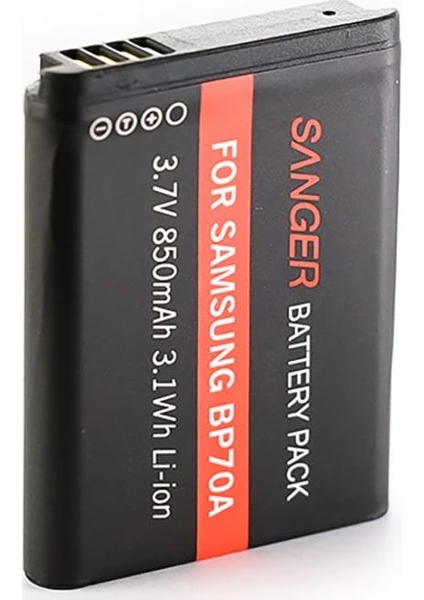 SANGER BATTERY PACK
FOR SAMSUNG BP70A
3.7V 850mAh 3.1Wh Li-ion